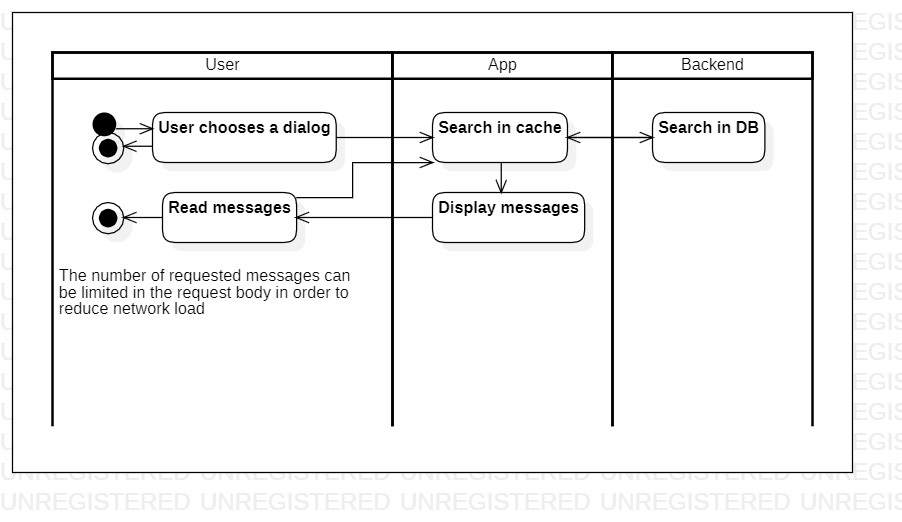 User
App
Backend
User chooses a dialog
Search in cache
Search in DB
Read messages
Display messages
The number of requested messages can
be limited in the request body in order to
reduce network load
UNREGISTERED UNREGISTERED UNREGISTERED UNREGISTERED UNREGIS